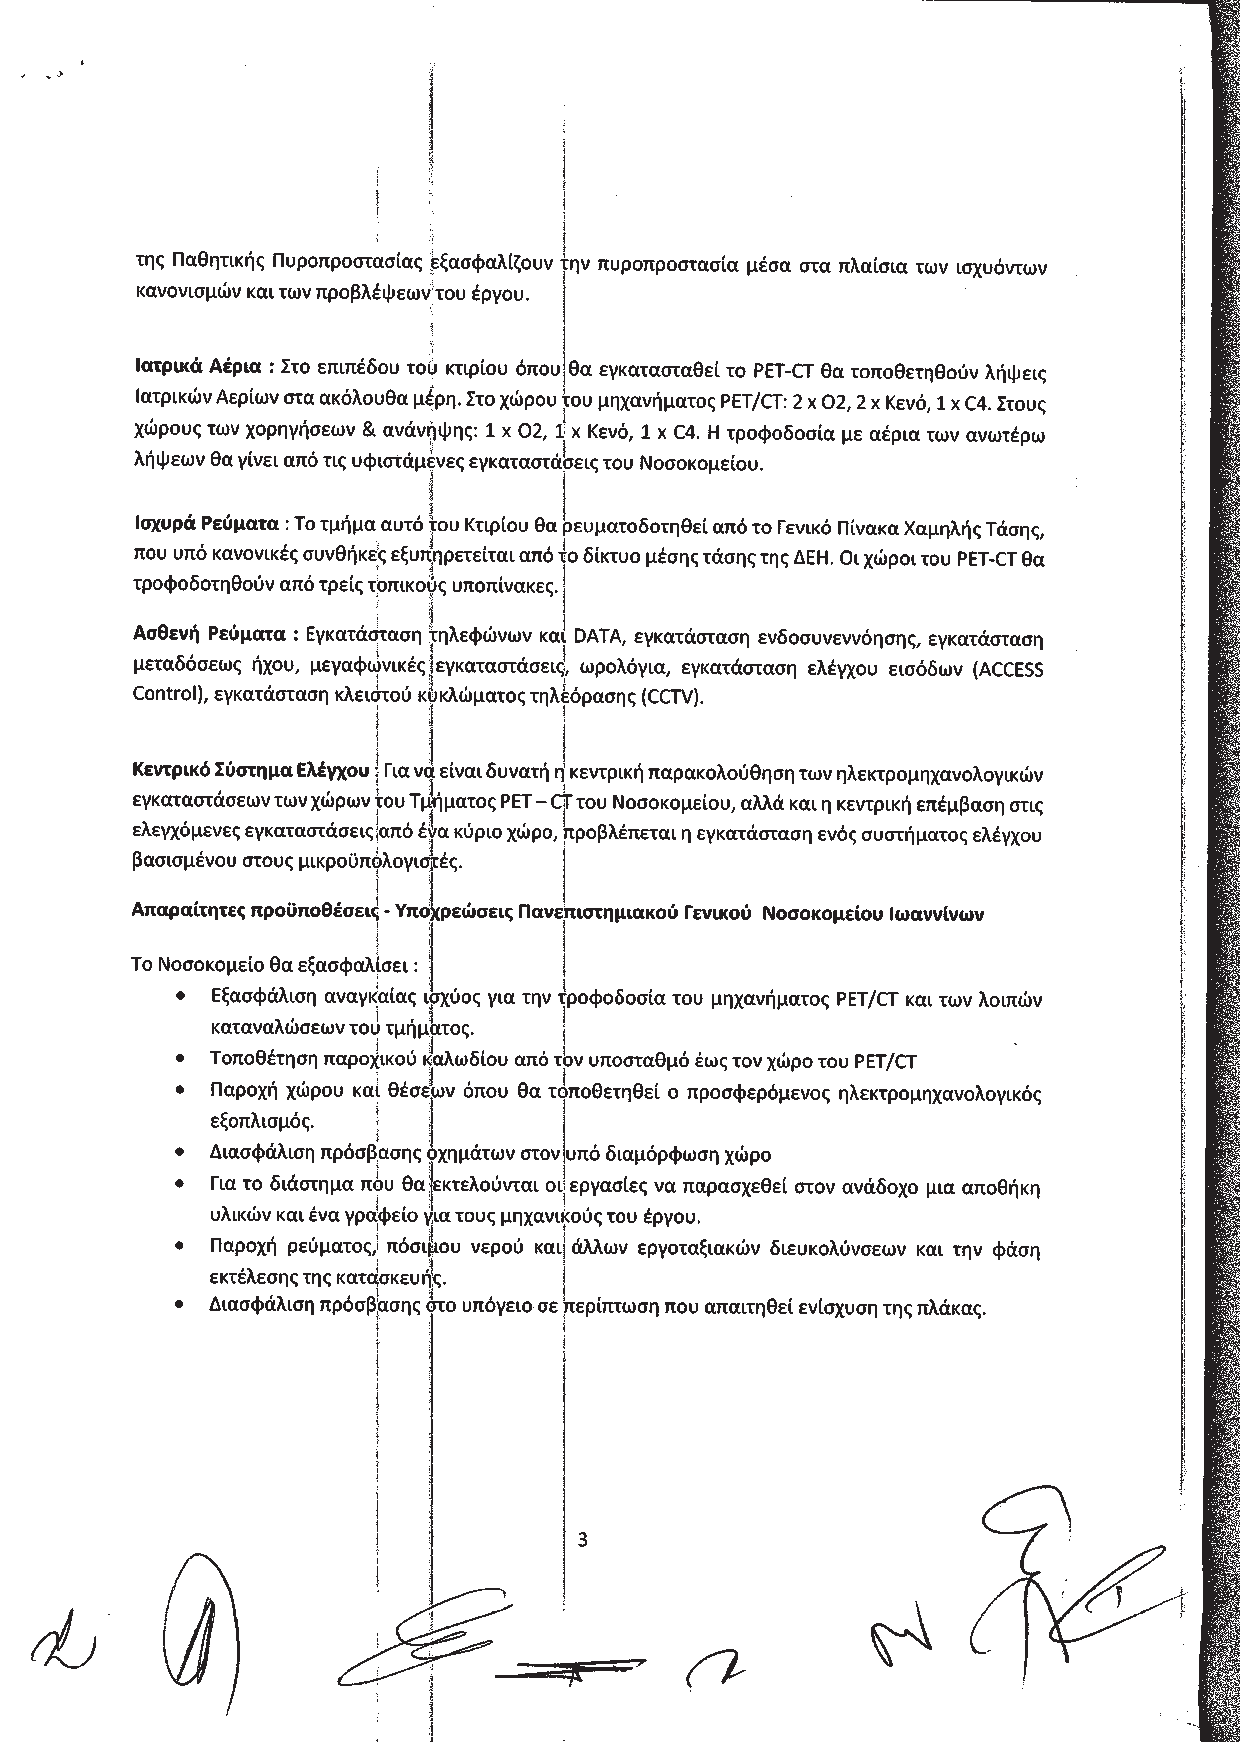 της Παθητικής Πυροπροστασίας εξασφαλίζουν την πυροπροστασία μέσα στα πλαίσια των ισχυόντων
κανονισμών και των προβλέψεων του έργου.
Ιατρικά Αέρια : Στο επιπέδου του κτιρίου όπου θα εγκατασταθεί το PET-CT θα τοποθετηθούν λήψεις
Ιατρικών Αερίων στα ακόλουθα μέρη. Στο χώρου του μηχανήματος PET/CT: 2 x O2, 2 x Κενό, 1 x C4. Στους
χώρους των χορηγήσεων & ανάνηψης: 1 x O2, 1 x Κενό, 1 x C4. Η τροφοδοσία με αέρια των ανωτέρω
λήψεων θα γίνει από τις υφιστάμενες εγκαταστάσεις του Νοσοκομείου.
Ισχυρά Ρεύματα : Το τμήμα αυτό του Κτιρίου θα ρευματοδοτηθεί από το Γενικό Πίνακα Χαμηλής Τάσης,
που υπό κανονικές συνθήκες εξυπηρετείται από το δίκτυο μέσης τάσης της ΔΕΗ. Οι χώροι του PET-CT θα
τροφοδοτηθούν από τρείς τοπικούς υποπίνακες.
Ασθενή Ρεύματα : Εγκατάσταση τηλεφώνων και DATA, εγκατάσταση ενδοσυνεννόησης, εγκατάσταση
μεταδόσεως ήχου, μεγαφωνικές εγκαταστάσεις, ωρολόγια, εγκατάσταση ελέγχου εισόδων (ACCESS
Control), εγκατάσταση κλειστού κυκλώματος τηλεόρασης (CCTV).
Κεντρικό Σύστημα Ελέγχου : Για να είναι δυνατή η κεντρική παρακολούθηση των ηλεκτρομηχανολογικών
εγκαταστάσεων των χώρων του Τμήματος PET – CT του Νοσοκομείου, αλλά και η κεντρική επέμβαση στις
ελεγχόμενες εγκαταστάσεις από ένα κύριο χώρο, προβλέπεται η εγκατάσταση ενός συστήματος ελέγχου
βασισμένου στους μικροϋπολογιστές.
Απαραίτητες προϋποθέσεις - Υποχρεώσεις Πανεπιστημιακού Γενικού Νοσοκομείου Ιωαννίνων
Το Νοσοκομείο θα εξασφαλίσει :
• Εξασφάλιση αναγκαίας ισχύος για την τροφοδοσία του μηχανήματος PET/CT και των λοιπών
καταναλώσεων του τμήματος.
• Τοποθέτηση παροχικού καλωδίου από τον υποσταθμό έως τον χώρο του PET/CT
• Παροχή χώρου και θέσεων όπου θα τοποθετηθεί ο προσφερόμενος ηλεκτρομηχανολογικός
εξοπλισμός.
• Διασφάλιση πρόσβασης οχημάτων στον υπό διαμόρφωση χώρο
• Για το διάστημα που θα εκτελούνται οι εργασίες να παρασχεθεί στον ανάδοχο μια αποθήκη
υλικών και ένα γραφείο για τους μηχανικούς του έργου.
• Παροχή ρεύματος, πόσιμου νερού και άλλων εργοταξιακών διευκολύνσεων και την φάση
εκτέλεσης της κατασκευής.
• Διασφάλιση πρόσβασης στο υπόγειο σε περίπτωση που απαιτηθεί ενίσχυση της πλάκας.
3